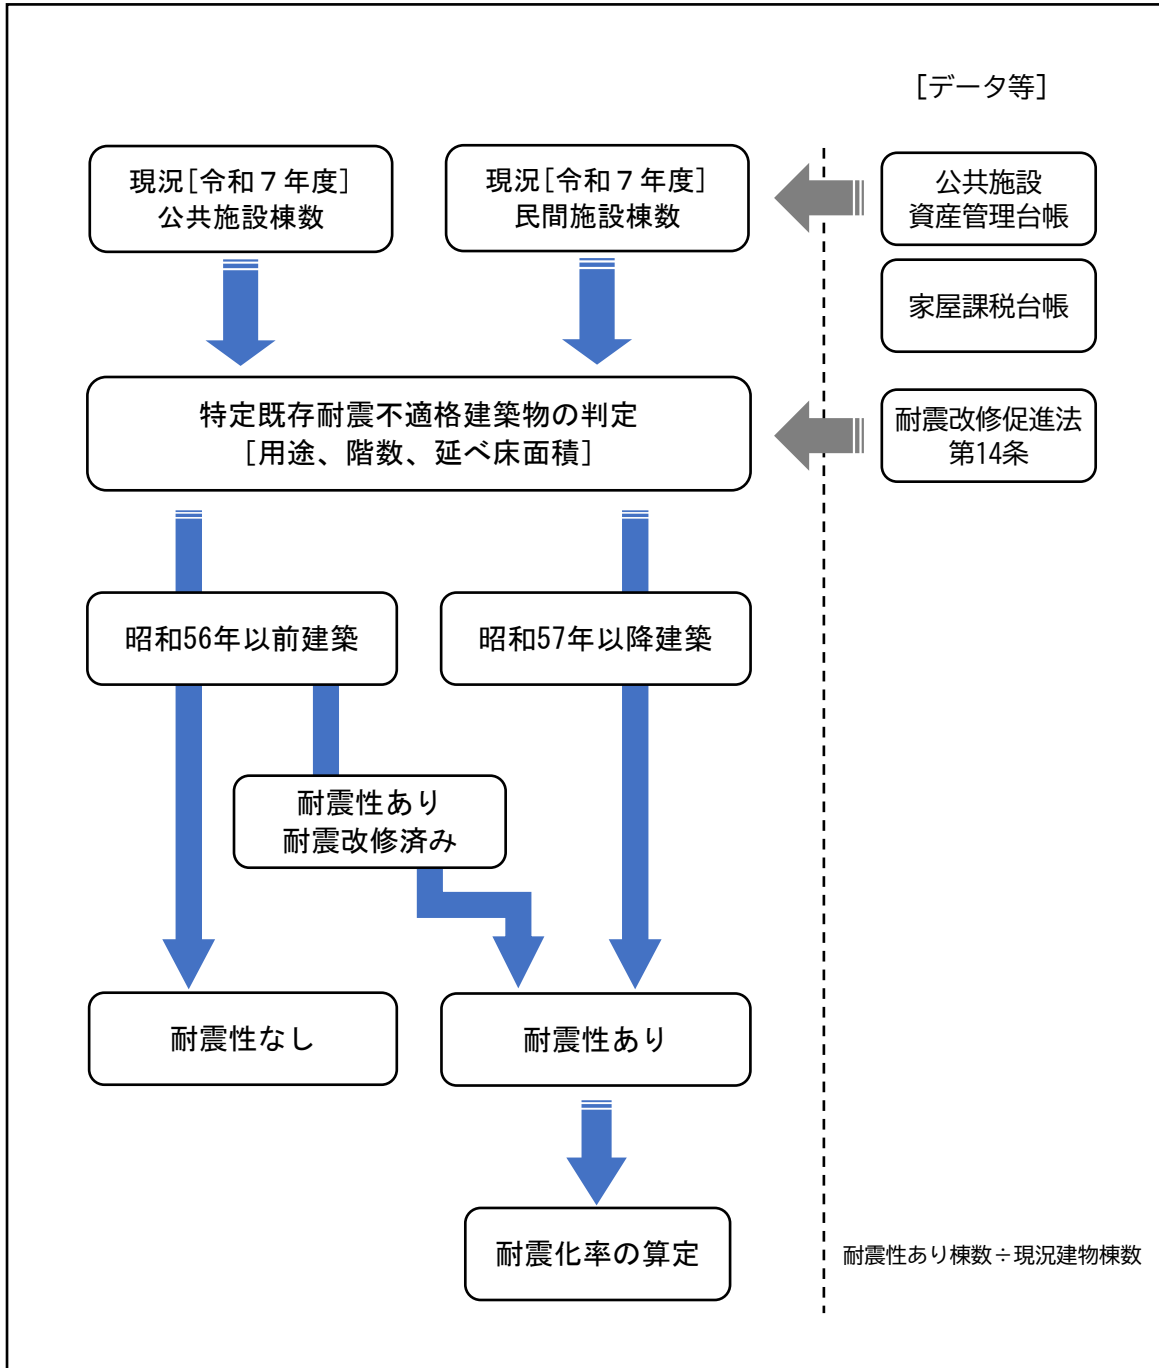 [データ等]
現況[令和７年度]
公共施設棟数
現況[令和７年度]
民間施設棟数
公共施設
資産管理台帳
家屋課税台帳
特定既存耐震不適格建築物の判定
[用途、階数、延べ床面積]
耐震改修促進法
第14条
昭和56年以前建築
昭和57年以降建築
耐震性あり
耐震改修済み
耐震性なし
耐震性あり
耐震化率の算定
耐震性あり棟数÷現況建物棟数